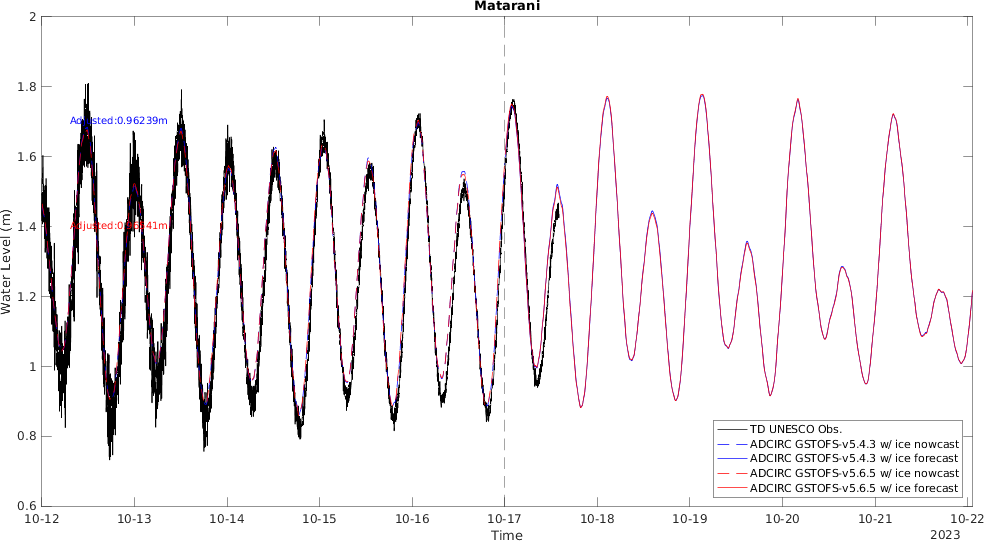 Matarani
2
1.8
1.6
1.4
1.2
1
0.8
0.6
Water Level (m)
Adjusted:0.96239m
10-12
10-13
10-14
10-15
10-16
10-17
10-18
10-19
10-20
10-21
10-22
Time
2023
TD UNESCO Obs.
ADCIRC GSTOFS-v5.4.3 w/ ice nowcast
ADCIRC GSTOFS-v5.4.3 w/ ice forecast
ADCIRC GSTOFS-v5.6.5 w/ ice nowcast
ADCIRC GSTOFS-v5.6.5 w/ ice forecast